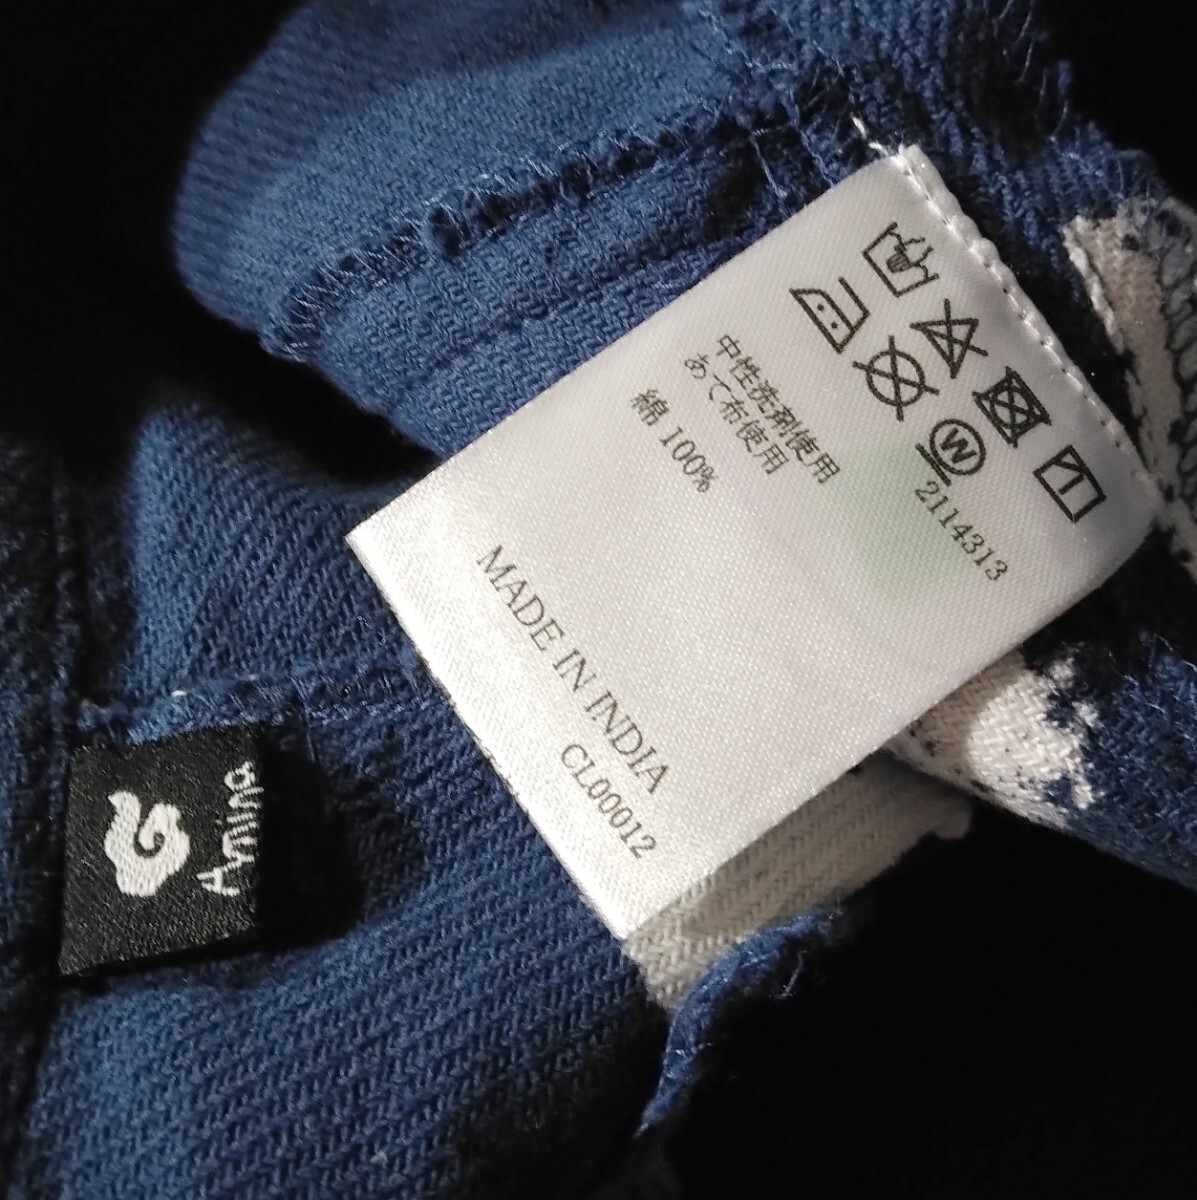 中性洗剤使用
あて布使用
綿 100%
2114313
MADE IN INDIA
CL00012
Amina